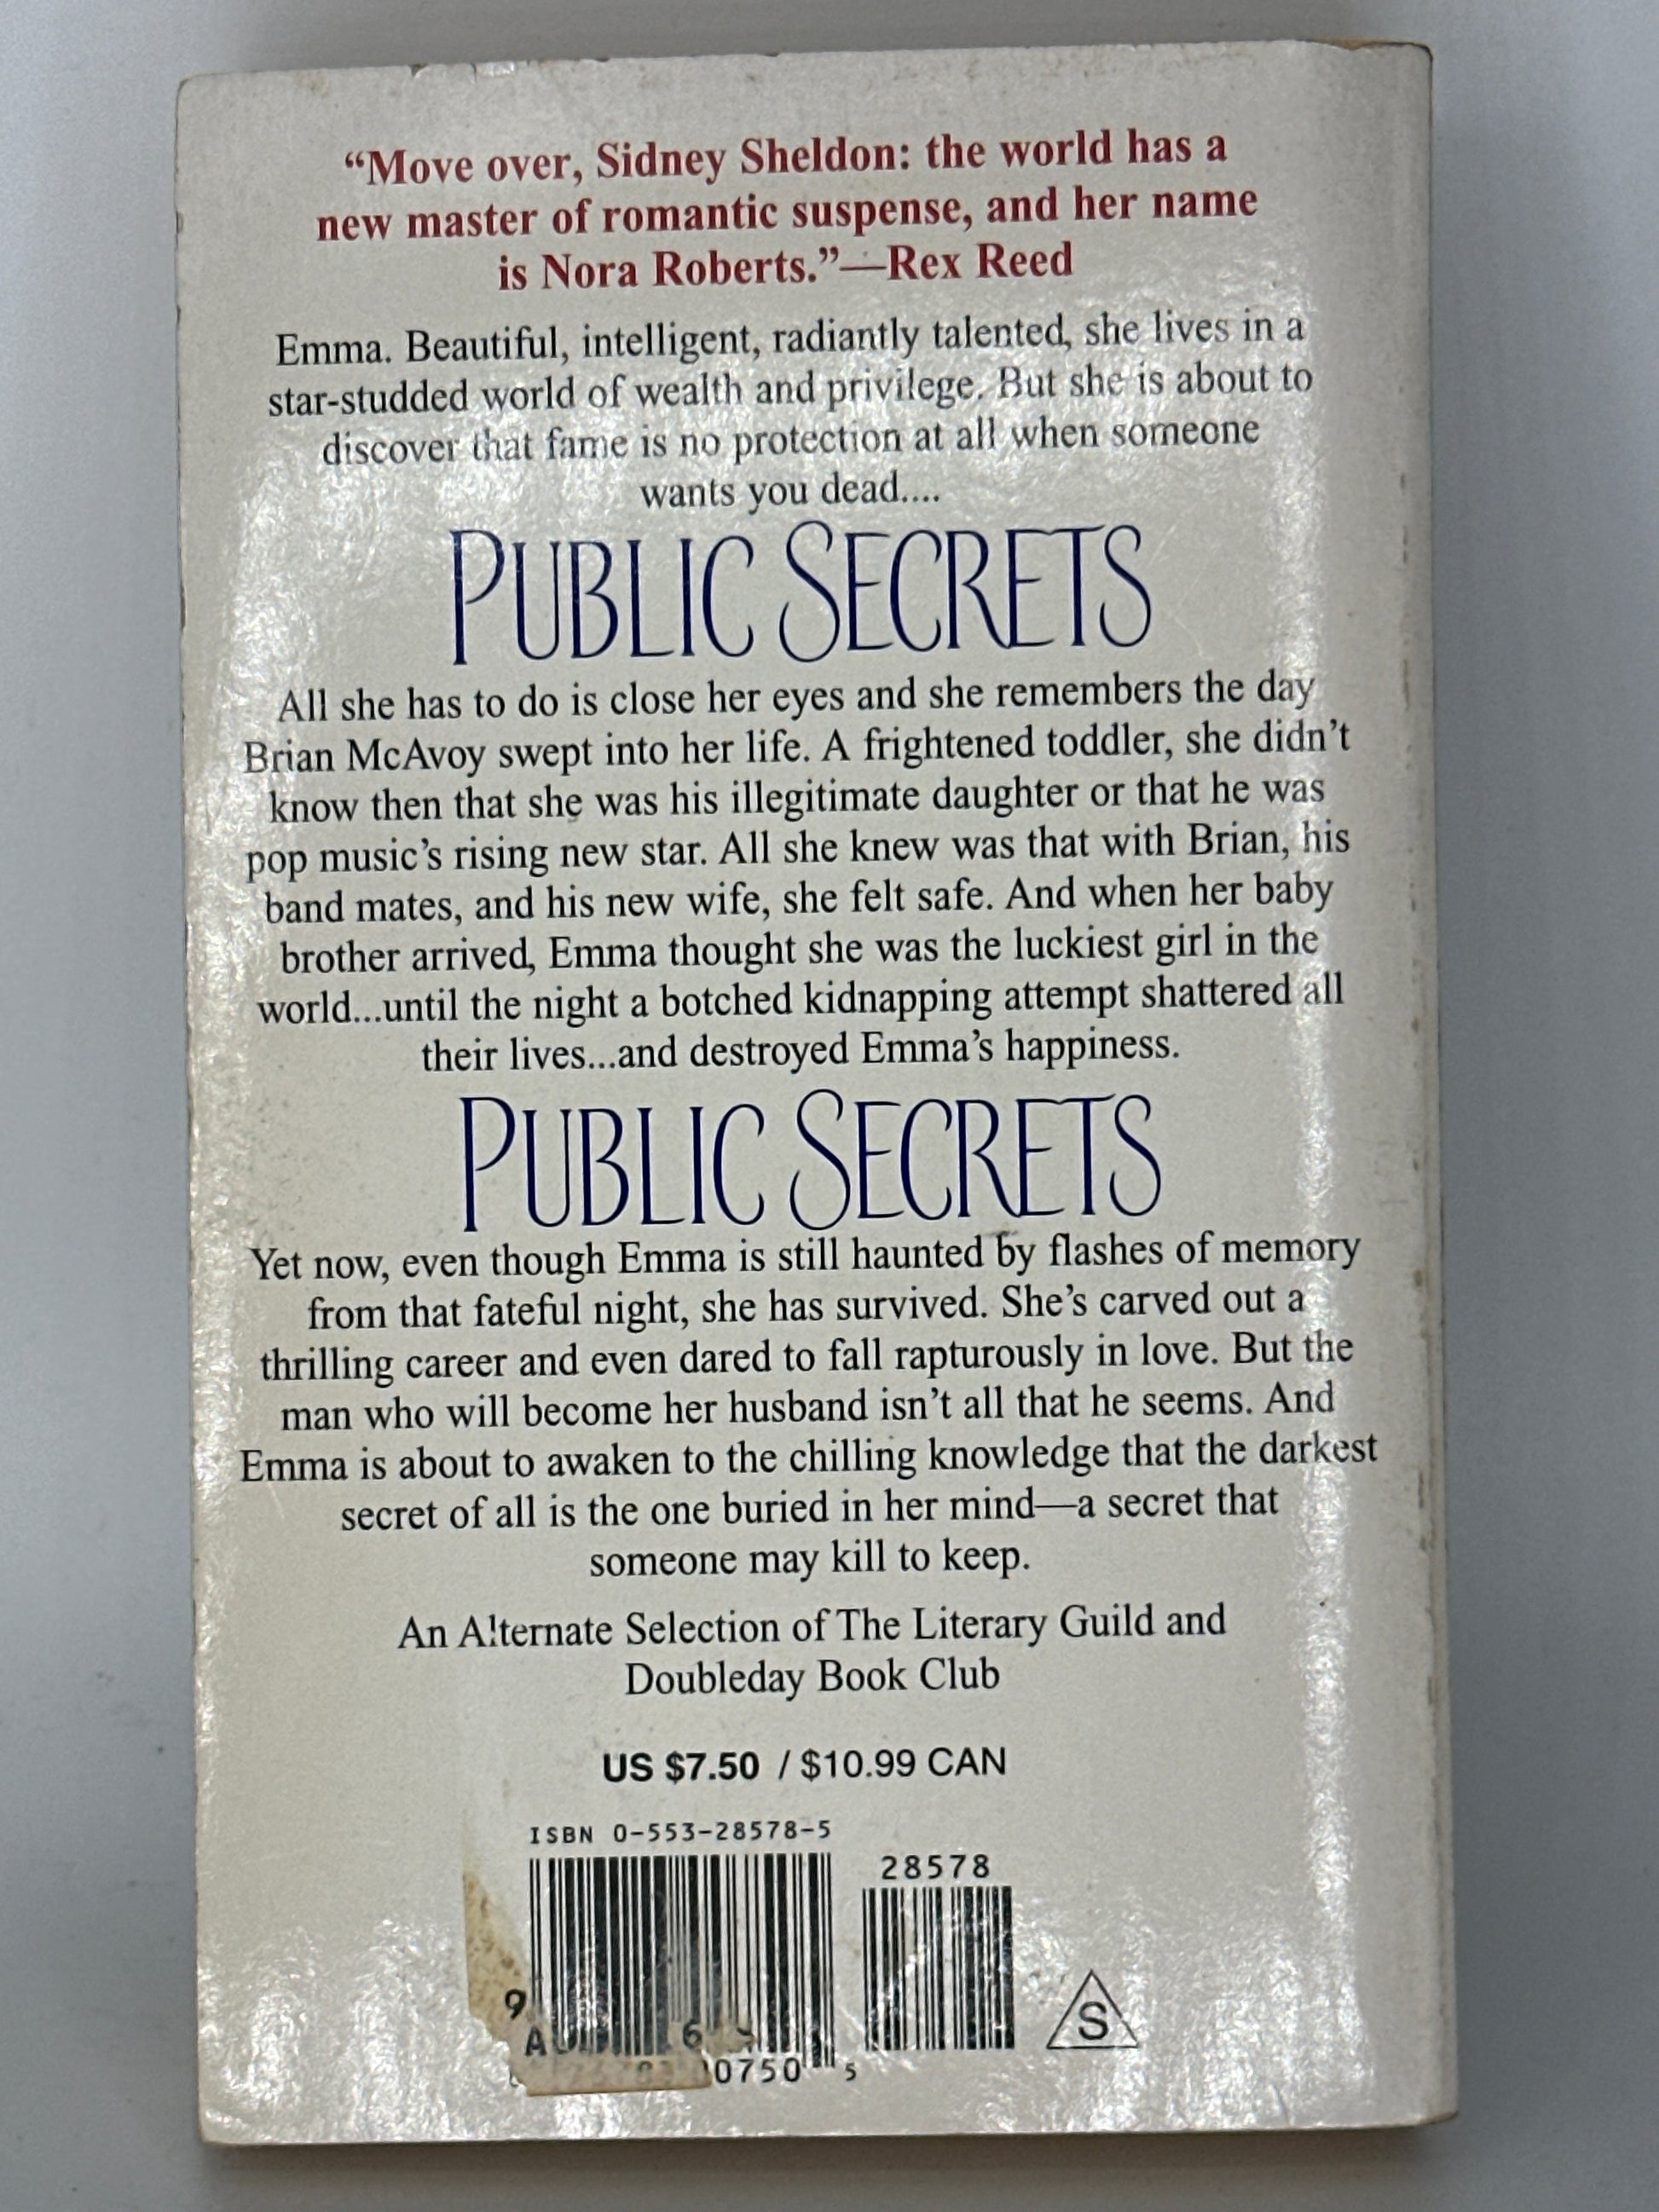 “Move over, Sidney Sheldon: the world has a
new master of romantic suspense, and her name
is Nora Roberts.”—Rex Reed
Emma. Beautiful, intelligent, radiantly talented, she lives in a
star-studded world of wealth and privilege. But she is about to
discover that fame is no protection at all when someone
wants you dead....
PUBLIC SECRETS
All she has to do is close her eyes and she remembers the day
Brian McAvoy swept into her life. A frightened toddler, she didn’t
know then that she was his illegitimate daughter or that he was
pop music’s rising new star. All she knew was that with Brian, his
band mates, and his new wife, she felt safe. And when her baby
brother arrived, Emma thought she was the luckiest girl in the
world...until the night a botched kidnapping attempt shattered all
their lives...and destroyed Emma’s happiness.
PUBLIC SECRETS
Yet now, even though Emma is still haunted by flashes of memory
from that fateful night, she has survived. She’s carved out a
thrilling career and even dared to fall rapturously in love. But the
man who will become her husband isn’t all that he seems. And
Emma is about to awaken to the chilling knowledge that the darkest
secret of all is the one buried in her mind—a secret that
someone may kill to keep.
An Alternate Selection of The Literary Guild and
Doubleday Book Club
US $7.50 / $10.99 CAN
ISBN 0-553-28578-5
28578
9
00750 5
S